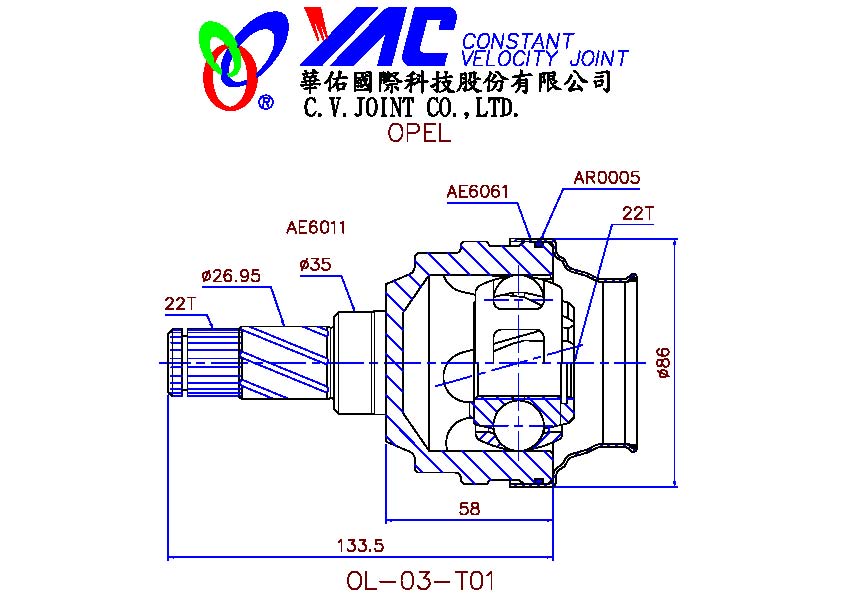 YAC CONSTANT
VELOCITY JOINT
®
華佑國際科技股份有限公司
C.V.JOINT CO.,LTD.
OPEL
AR0005
AE6061
22T
AE6011
ø35
ø26.95
22T
ø86
58
133.5
OL-03-T01